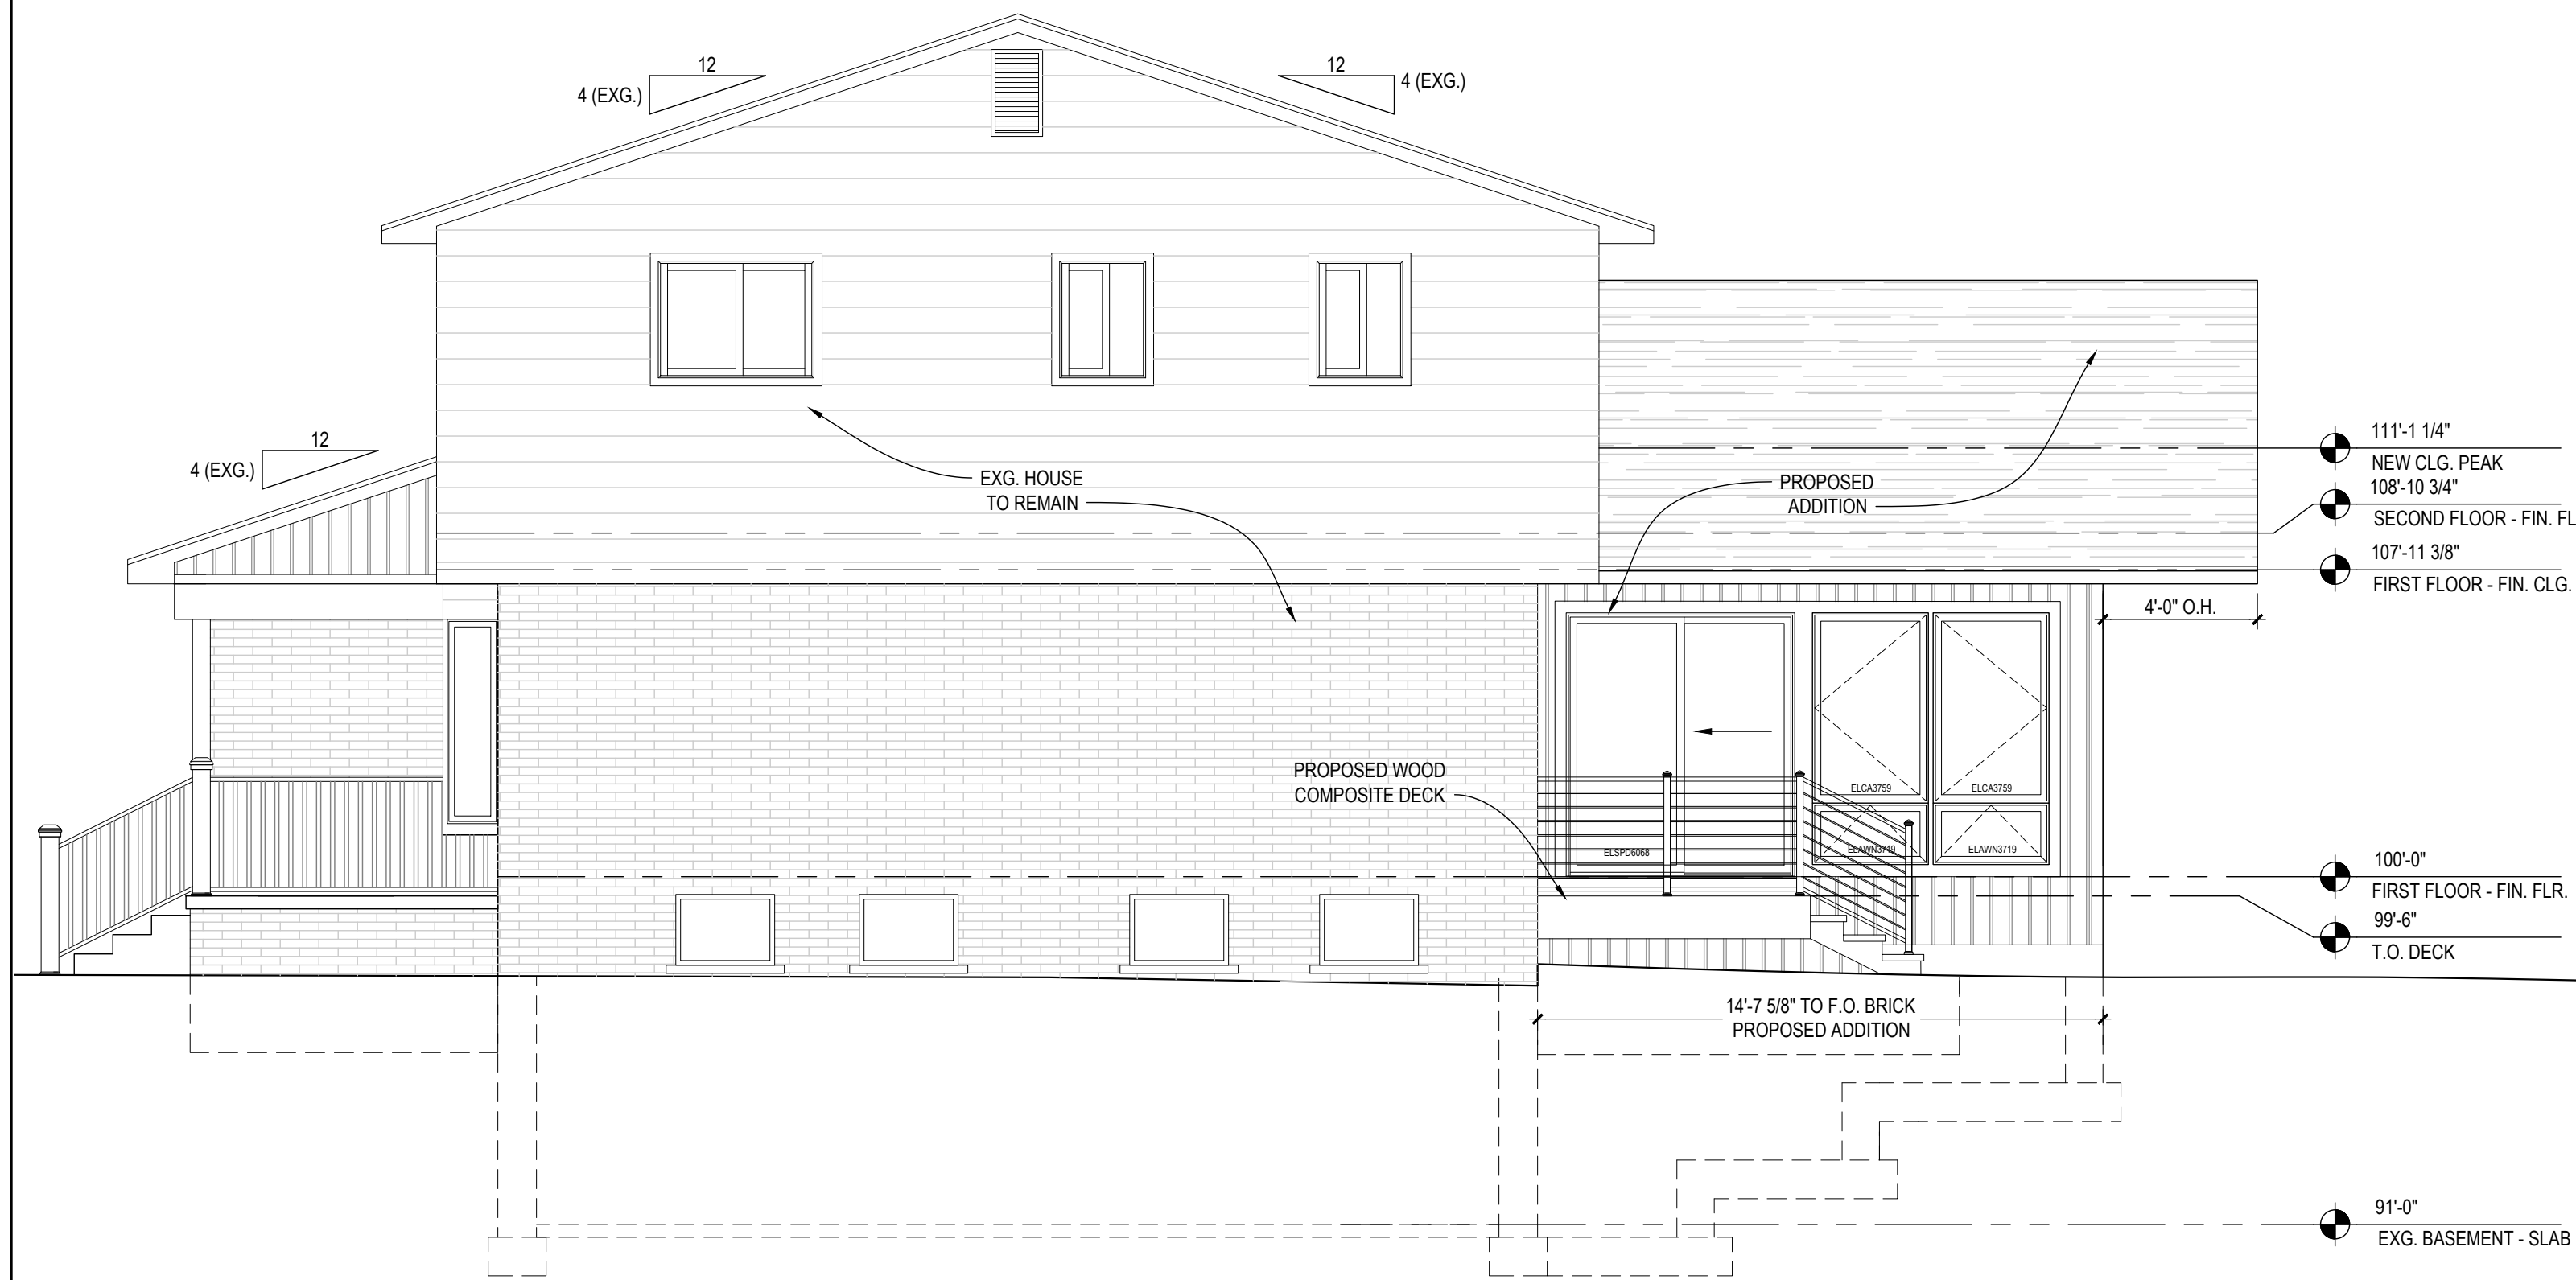 12
4 (EXG.)
12
4 (EXG.)
12
4 (EXG.)
EXG. HOUSE
TO REMAIN
PROPOSED
ADDITION
111'-1 1/4"
NEW CLG. PEAK
108'-10 3/4"
SECOND FLOOR - FIN. FL
107'-11 3/8"
FIRST FLOOR - FIN. CLG.
4'-0" O.H.
PROPOSED WOOD
COMPOSITE DECK
ELCA3759
ELCA3759
ELSPD6068
ELAWN3719
ELAWN3719
100'-0"
FIRST FLOOR - FIN. FLR.
99'-6"
T.O. DECK
14'-7 5/8" TO F.O. BRICK
PROPOSED ADDITION
91'-0"
EXG. BASEMENT - SLAB